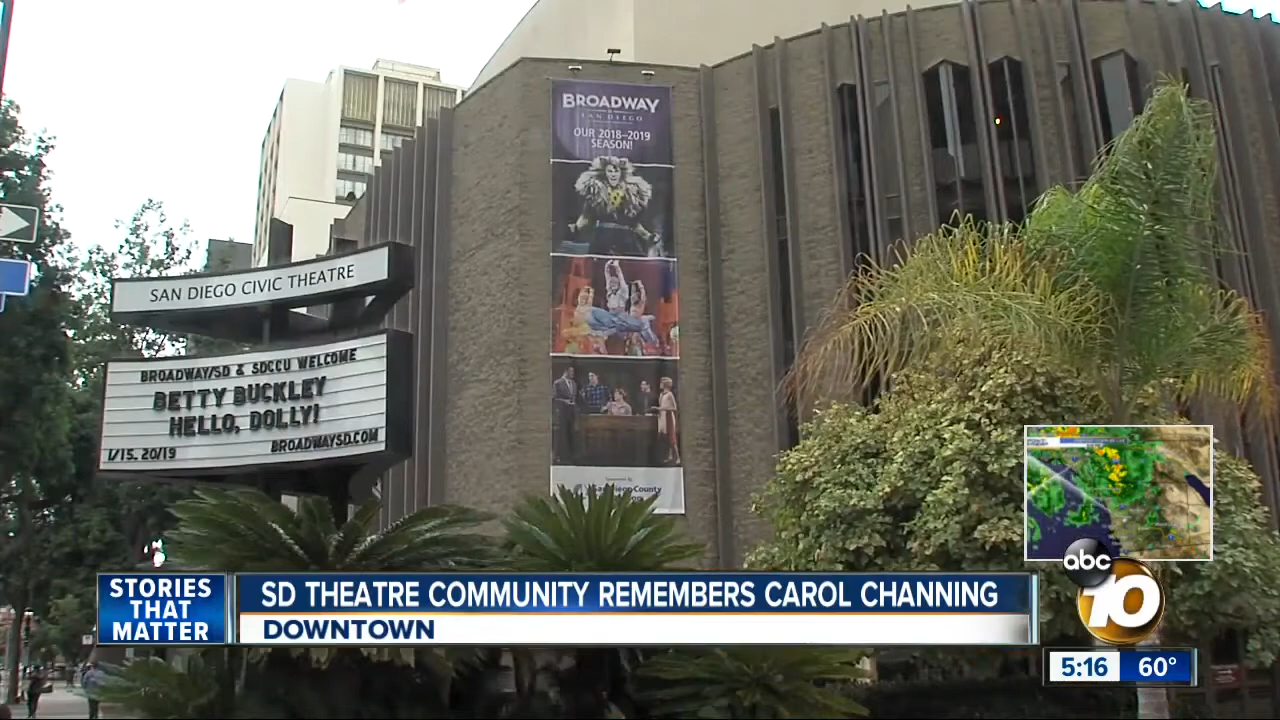 BROADWAY
SAN DIEGO
OUR 2018–2019
SEASON!
SAN DIEGO CIVIC THEATRE
BROADWAY/SD & SDCCU WELCOME
BETTY BUCKLEY
HELLO, DOLLY!
1/15, 20/19 BROADWAYSD.COM
County
STORIES
THAT
MATTER
SD THEATRE COMMUNITY REMEMBERS CAROL CHANNING
DOWNTOWN
abc
10
5:16 60°